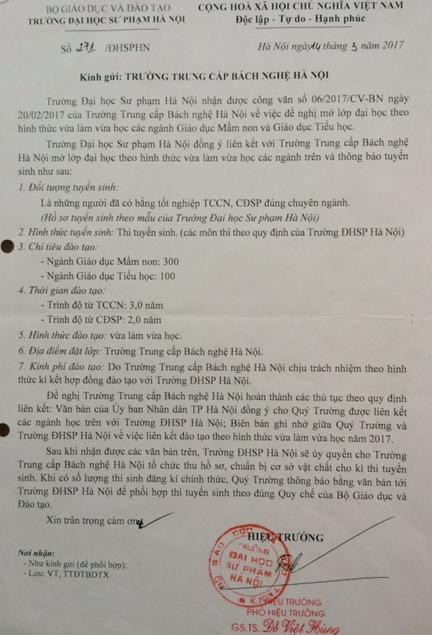 BỘ GIÁO DỤC VÀ ĐÀO TẠO
TRƯỜNG ĐẠI HỌC SƯ PHẠM HÀ NỘI
CỘNG HOÀ XÃ HỘI CHỦ NGHĨA VIỆT NAM
Độc lập - Tự do - Hạnh phúc
Số 271 /ĐHSPHN
Hà Nội ngày 14 tháng 3 năm 2017
Kính gửi: TRƯỜNG TRUNG CẤP BÁCH NGHỆ HÀ NỘI
Trường Đại học Sư phạm Hà Nội nhận được công văn số 06/2017/CV-BN ngày
20/02/2017 của Trường Trung cấp Bách nghệ Hà Nội về việc đề nghị mở lớp đại học theo
hình thức vừa làm vừa học các ngành Giáo dục Mầm non và Giáo dục Tiểu học.
Trường Đại học Sư phạm Hà Nội đồng ý liên kết với Trường Trung cấp Bách nghệ
Hà Nội mở lớp đại học theo hình thức vừa làm vừa học các ngành trên và thông báo tuyển
sinh như sau:
1. Đối tượng tuyển sinh:
Là những người đã có bằng tốt nghiệp TCCN, CĐSP đúng chuyên ngành.
(Hồ sơ tuyển sinh theo mẫu của Trường Đại học Sư phạm Hà Nội)
2. Hình thức tuyển sinh: Thi tuyển sinh. (các môn thi theo quy định của Trường ĐHSP Hà Nội)
3. Chỉ tiêu đào tạo:
- Ngành Giáo dục Mầm non: 300
- Ngành Giáo dục Tiểu học: 100
4. Thời gian đào tạo:
- Trình độ từ TCCN: 3,0 năm
- Trình độ từ CĐSP: 2,0 năm
5. Hình thức đào tạo: vừa làm vừa học.
6. Địa điểm đặt lớp: Trường Trung cấp Bách nghệ Hà Nội.
7. Kinh phí đào tạo: Do Trường Trung cấp Bách nghệ Hà Nội chịu trách nhiệm theo hình
thức kí kết hợp đồng đào tạo với Trường ĐHSP Hà Nội.
Đề nghị Trường Trung cấp Bách nghệ Hà Nội hoàn thành các thủ tục theo quy định
liên kết: Văn bản của Ủy ban Nhân dân TP Hà Nội đồng ý cho Quý Trường được liên kết
các ngành học trên với Trường ĐHSP Hà Nội; Biên bản ghi nhớ giữa Quý Trường và
Trường ĐHSP Hà Nội về việc liên kết đào tạo theo hình thức vừa làm vừa học năm 2017.
Sau khi nhận được các văn bản trên, Trường ĐHSP Hà Nội sẽ ủy quyền cho Trường
Trung cấp Bách nghệ Hà Nội tổ chức thu hồ sơ, chuẩn bị cơ sở vật chất cho kì thi tuyển
sinh. Khi có số lượng thí sinh đăng kí chính thức, Quý Trường thông báo bằng văn bản tới
Trường ĐHSP Hà Nội để phối hợp thi tuyển sinh theo đúng Quy chế của Bộ Giáo dục và
Đào tạo.
Xin trân trọng cảm ơn
HIỆU TRƯỞNG
Nơi nhận:
- Như kính gửi (để phối hợp);
- Lưu: VT, TTĐTBDTX.
TRƯỜNG
ĐẠI HỌC
SƯ PHẠM
HÀ NỘI
K.T HIỆU TRƯỞNG
PHÓ HIỆU TRƯỞNG
GS.TS. Đỗ Việt Hùng